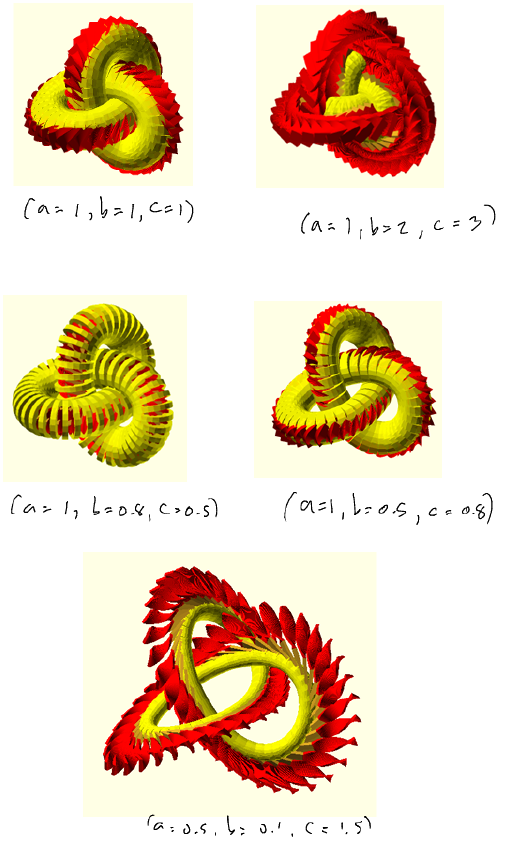 (a=1, b=1, c=1)
(a=1, b=2, c=3)
(a=1, b=0.8, c=0.5)
(a=1, b=0.5, c=0.8)
(a=0.5, b=0.1, c=1.5)